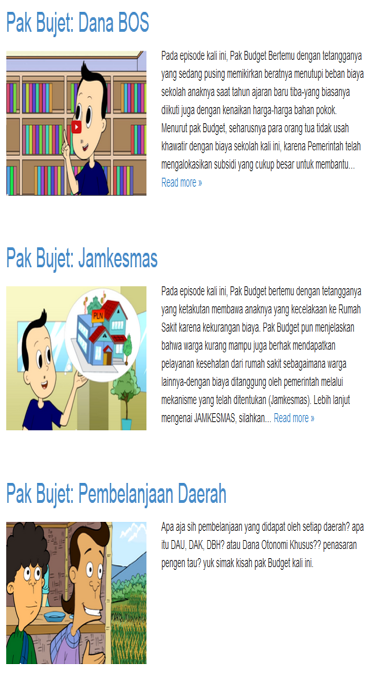 Pak Bujet: Dana BOS
Pada episode kali ini, Pak Budget Bertemu dengan tetangganya
yang sedang pusing memikirkan beratnya menutupi beban biaya
sekolah anaknya saat tahun ajaran baru tiba-yang biasanya
diikuti juga dengan kenaikan harga-harga bahan pokok.
Menurut pak Budget, seharusnya para orang tua tidak usah
khawatir dengan biaya sekolah kali ini, karena Pemerintah telah
mengalokasikan subsidi yang cukup besar untuk membantu...
Read more »
Pak Bujet: Jamkesmas
Pada episode kali ini, Pak Budget bertemu dengan tetangganya
yang ketakutan membawa anaknya yang kecelakaan ke Rumah
Sakit karena kekurangan biaya. Pak Budget pun menjelaskan
bahwa warga kurang mampu juga berhak mendapatkan
pelayanan kesehatan dari rumah sakit sebagaimana warga
lainnya-dengan biaya ditanggung oleh pemerintah melalui
mekanisme yang telah ditentukan (Jamkesmas). Lebih lanjut
mengenai JAMKESMAS, silahkan... Read more »
PLN
Pak Bujet: Pembelanjaan Daerah
Apa aja sih pembelanjaan yang didapat oleh setiap daerah? apa
itu DAU, DAK, DBH? atau Dana Otonomi Khusus?? penasaran
pengen tau? yuk simak kisah pak Budget kali ini.